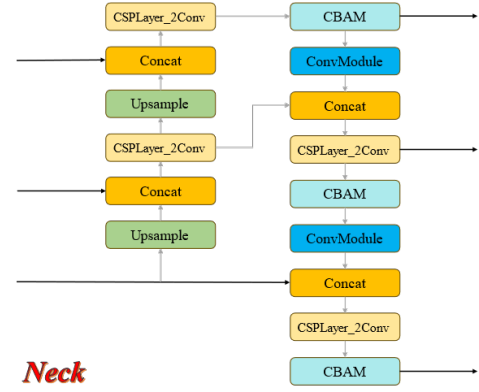 CSPLayer_2Conv
CBAM
Concat
ConvModule
Upsample
Concat
CSPLayer_2Conv
CSPLayer_2Conv
Concat
CBAM
Upsample
ConvModule
Concat
CSPLayer_2Conv
Neck
CBAM